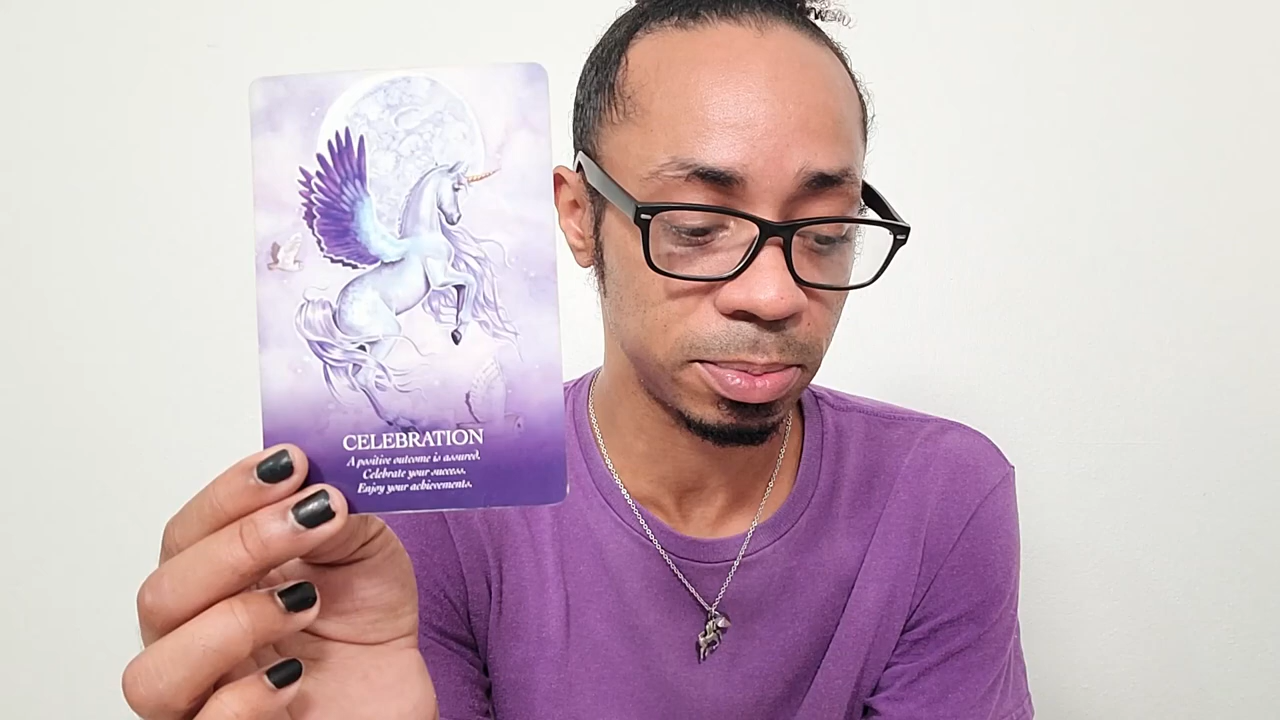 CELEBRATION
A positive outcome is assured.
Celebrate your success.
Enjoy your achievements.